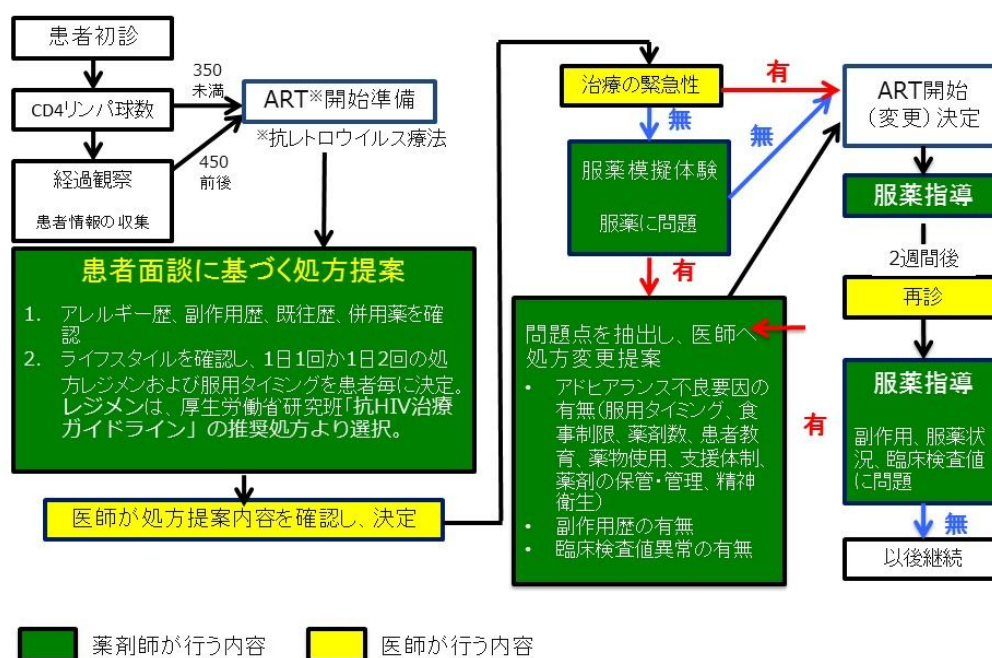 患者初診
CD4リンパ球数
経過観察
患者情報の収集
350
未満
450
前後
ART※開始準備
※抗レトロウイルス療法
患者面談に基づく処方提案
1. アレルギー歴、副作用歴、既往歴、併用薬を確
認
2. ライフスタイルを確認し、1日1回か1日2回の処
方レジメンおよび服用タイミングを患者毎に決定。
レジメンは、厚生労働省研究班「抗HIV治療
ガイドライン」の推奨処方より選択。
医師が処方提案内容を確認し、決定
治療の緊急性
有
無
無
服薬模擬体験
服薬に問題
有
問題点を抽出し、医師へ
処方変更提案
• アドヒアランス不良要因の
有無(服用タイミング、食
事制限、薬剤数、患者教
育、薬物使用、支援体制、
薬剤の保管・管理、精神
衛生)
• 副作用歴の有無
• 臨床検査値異常の有無
ART開始
(変更)決定
服薬指導
2週間後
再診
服薬指導
副作用、服薬状
況、臨床検査値
に問題
有
無
以後継続
薬剤師が行う内容
医師が行う内容